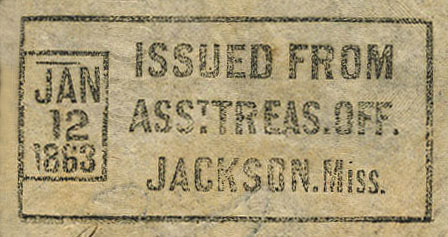 JAN
12
1863
ISSUED FROM
ASST. TREAS. OFF.
JACKSON. MISS.